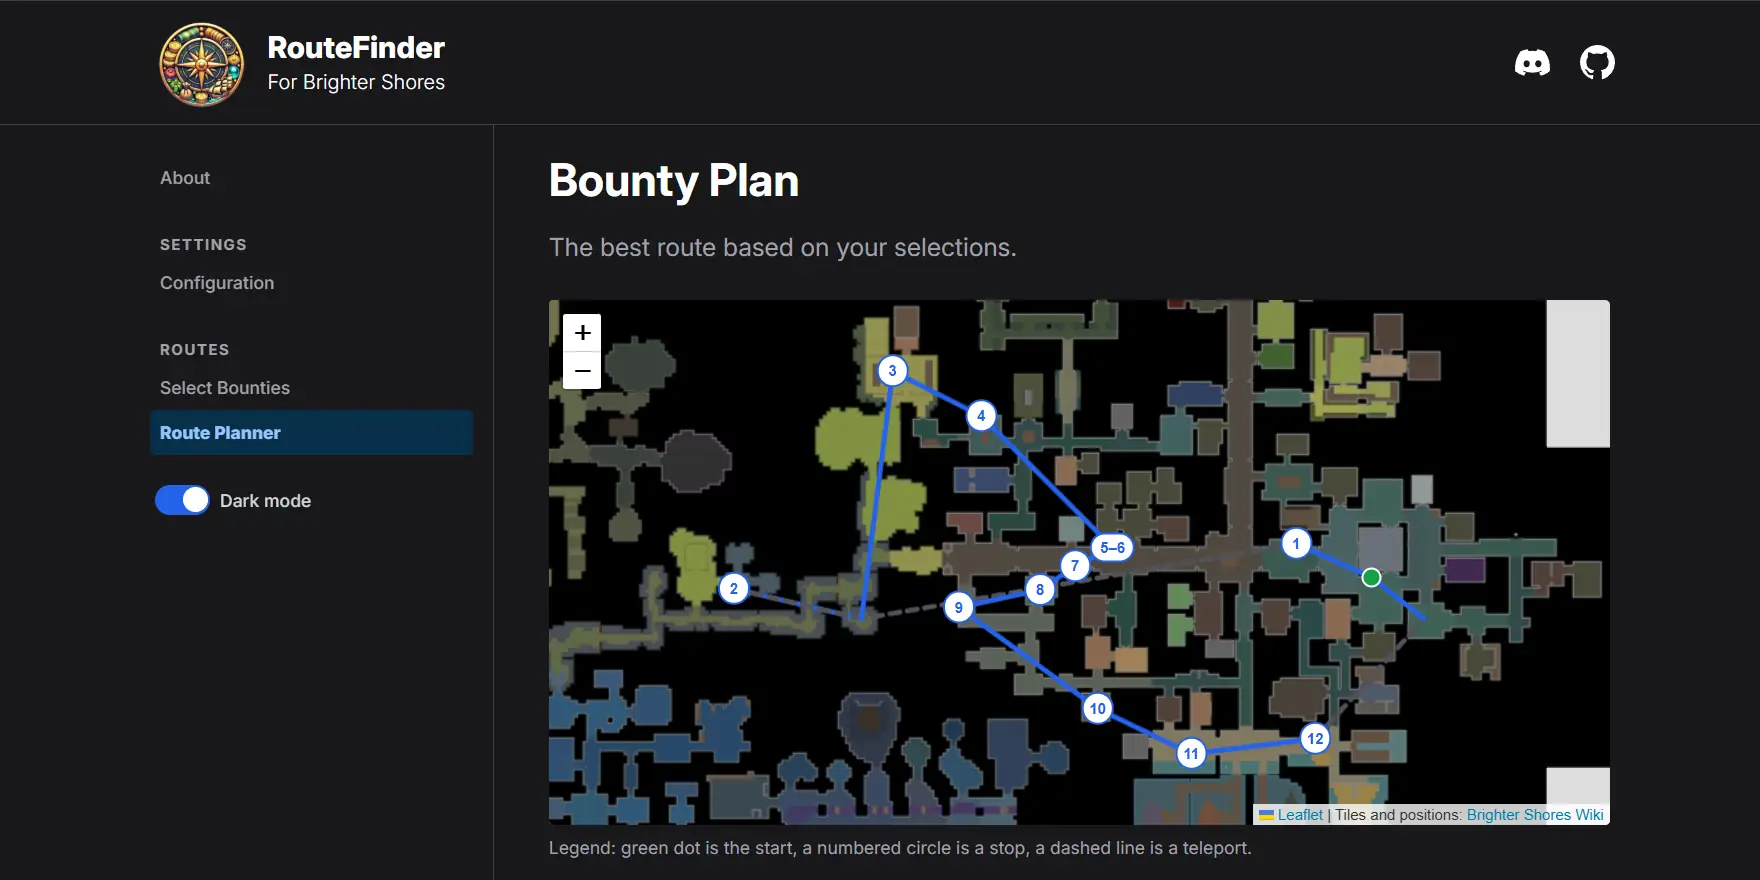 RouteFinder
For Brighter Shores
About
SETTINGS
Configuration
ROUTES
Select Bounties
Route Planner
Dark mode
Bounty Plan
The best route based on your selections.
+
−
3
4
5–6
1
7
2
8
9
10
12
11
Leaflet | Tiles and positions: Brighter Shores Wiki
Legend: green dot is the start, a numbered circle is a stop, a dashed line is a teleport.